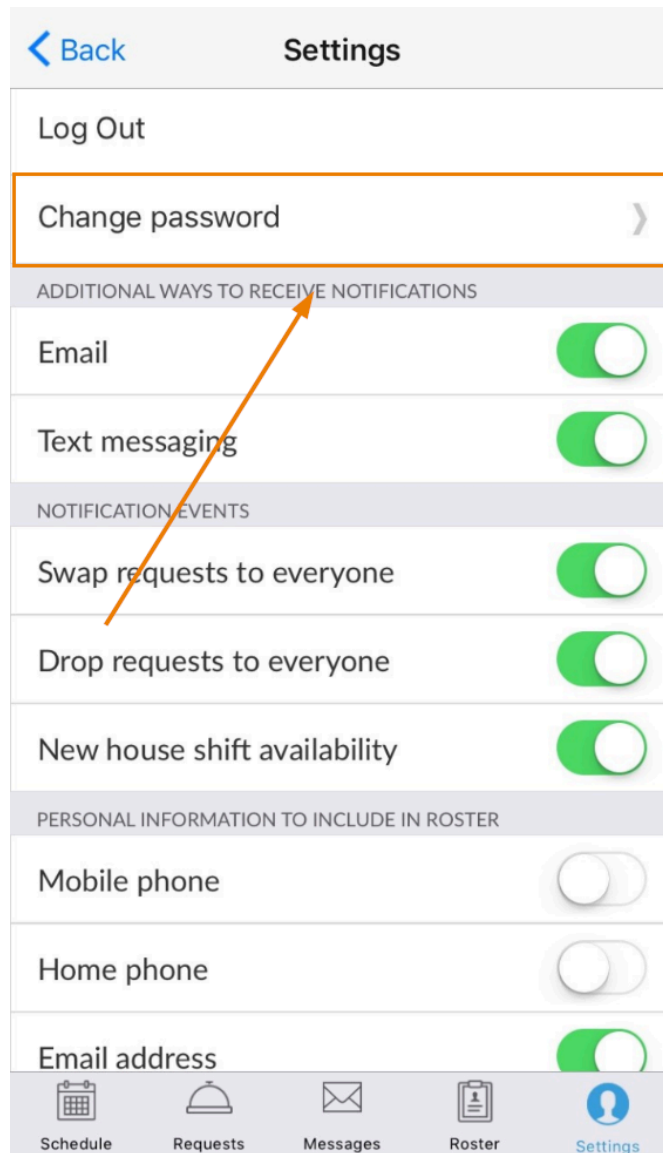 Back Settings
Log Out
Change password
ADDITIONAL WAYS TO RECEIVE NOTIFICATIONS
Email
Text messaging
NOTIFICATION EVENTS
Swap requests to everyone
Drop requests to everyone
New house shift availability
PERSONAL INFORMATION TO INCLUDE IN ROSTER
Mobile phone
Home phone
Email address
Schedule Requests Messages Roster Settings